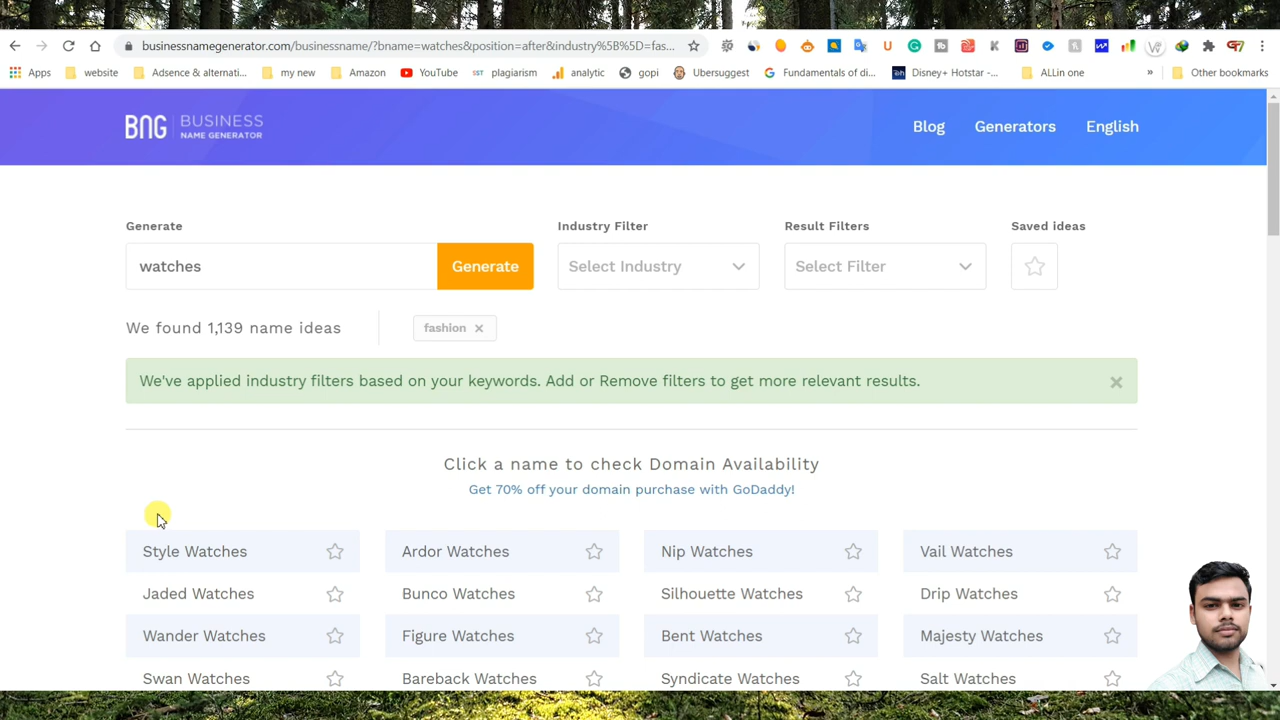 businessnamegenerator.com/businessname/?bname=watches&position=after&industry%5B%5D=fas...
Apps website Adsence & alternati... my new Amazon YouTube plagiarism analytic gopi Ubersuggest Fundamentals of di... Disney+ Hotstar -... ALLin one » Other bookmarks
BNG BUSINESS
NAME GENERATOR
Blog Generators English
Generate Industry Filter Result Filters Saved ideas
watches Generate Select Industry Select Filter
We found 1,139 name ideas fashion ×
We've applied industry filters based on your keywords. Add or Remove filters to get more relevant results. ×
Click a name to check Domain Availability
Get 70% off your domain purchase with GoDaddy!
Style Watches Ardor Watches Nip Watches Vail Watches
Jaded Watches Bunco Watches Silhouette Watches Drip Watches
Wander Watches Figure Watches Bent Watches Majesty Watches
Swan Watches Bareback Watches Syndicate Watches Salt Watches